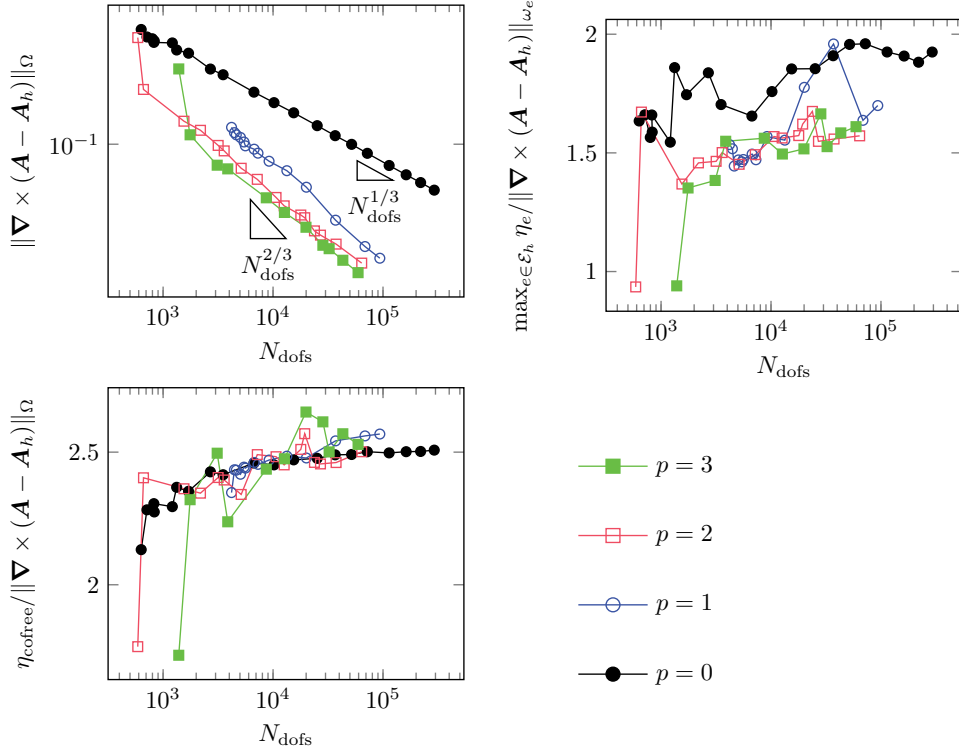 ‖∇ × (A − A_h)‖_Ω
10^{−1}
N_dofs^{1/3}
N_dofs^{2/3}
10^3 10^4 10^5
N_dofs
max_{e∈ℰ_h} η_e/‖∇ × (A − A_h)‖_{ω_e}
2
1.5
1
10^3 10^4 10^5
N_dofs
η_cofree/‖∇ × (A − A_h)‖_Ω
2.5
2
10^3 10^4 10^5
N_dofs
p = 3
p = 2
p = 1
p = 0